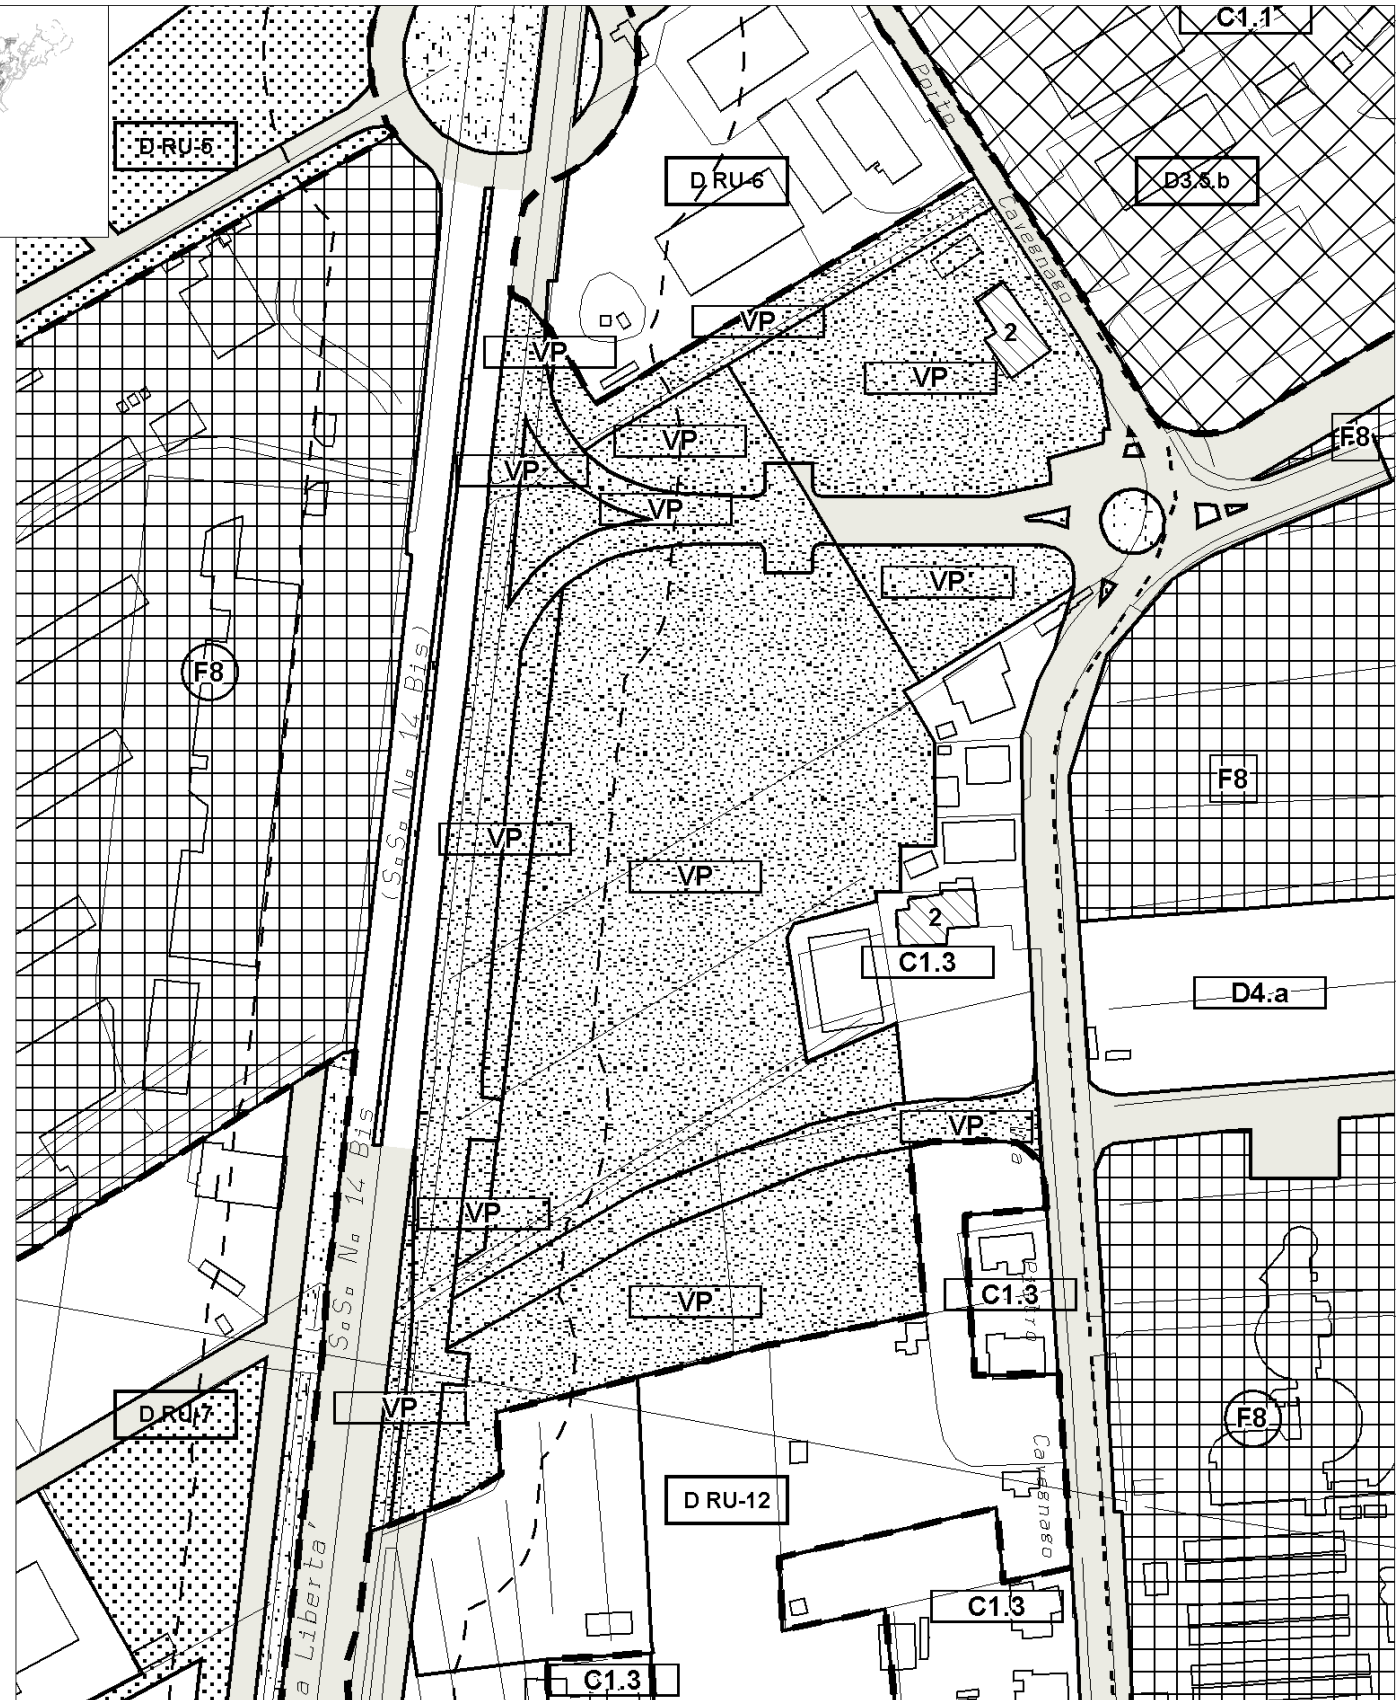 C1.1
Porto
D RU-5
D RU-6
D3.5.b
Cavegnago
VP
VP
2
VP
VP
F8
VP
VP
VP
(S.S. N. 14 Bis)
F8
F8
VP
VP
2
C1.3
D4.a
S.S. N. 14 Bis
VP
VP
VP
C1.3
D RU-7
VP
F8
D RU-12
Cavegnago
a Liberta'
C1.3
C1.3